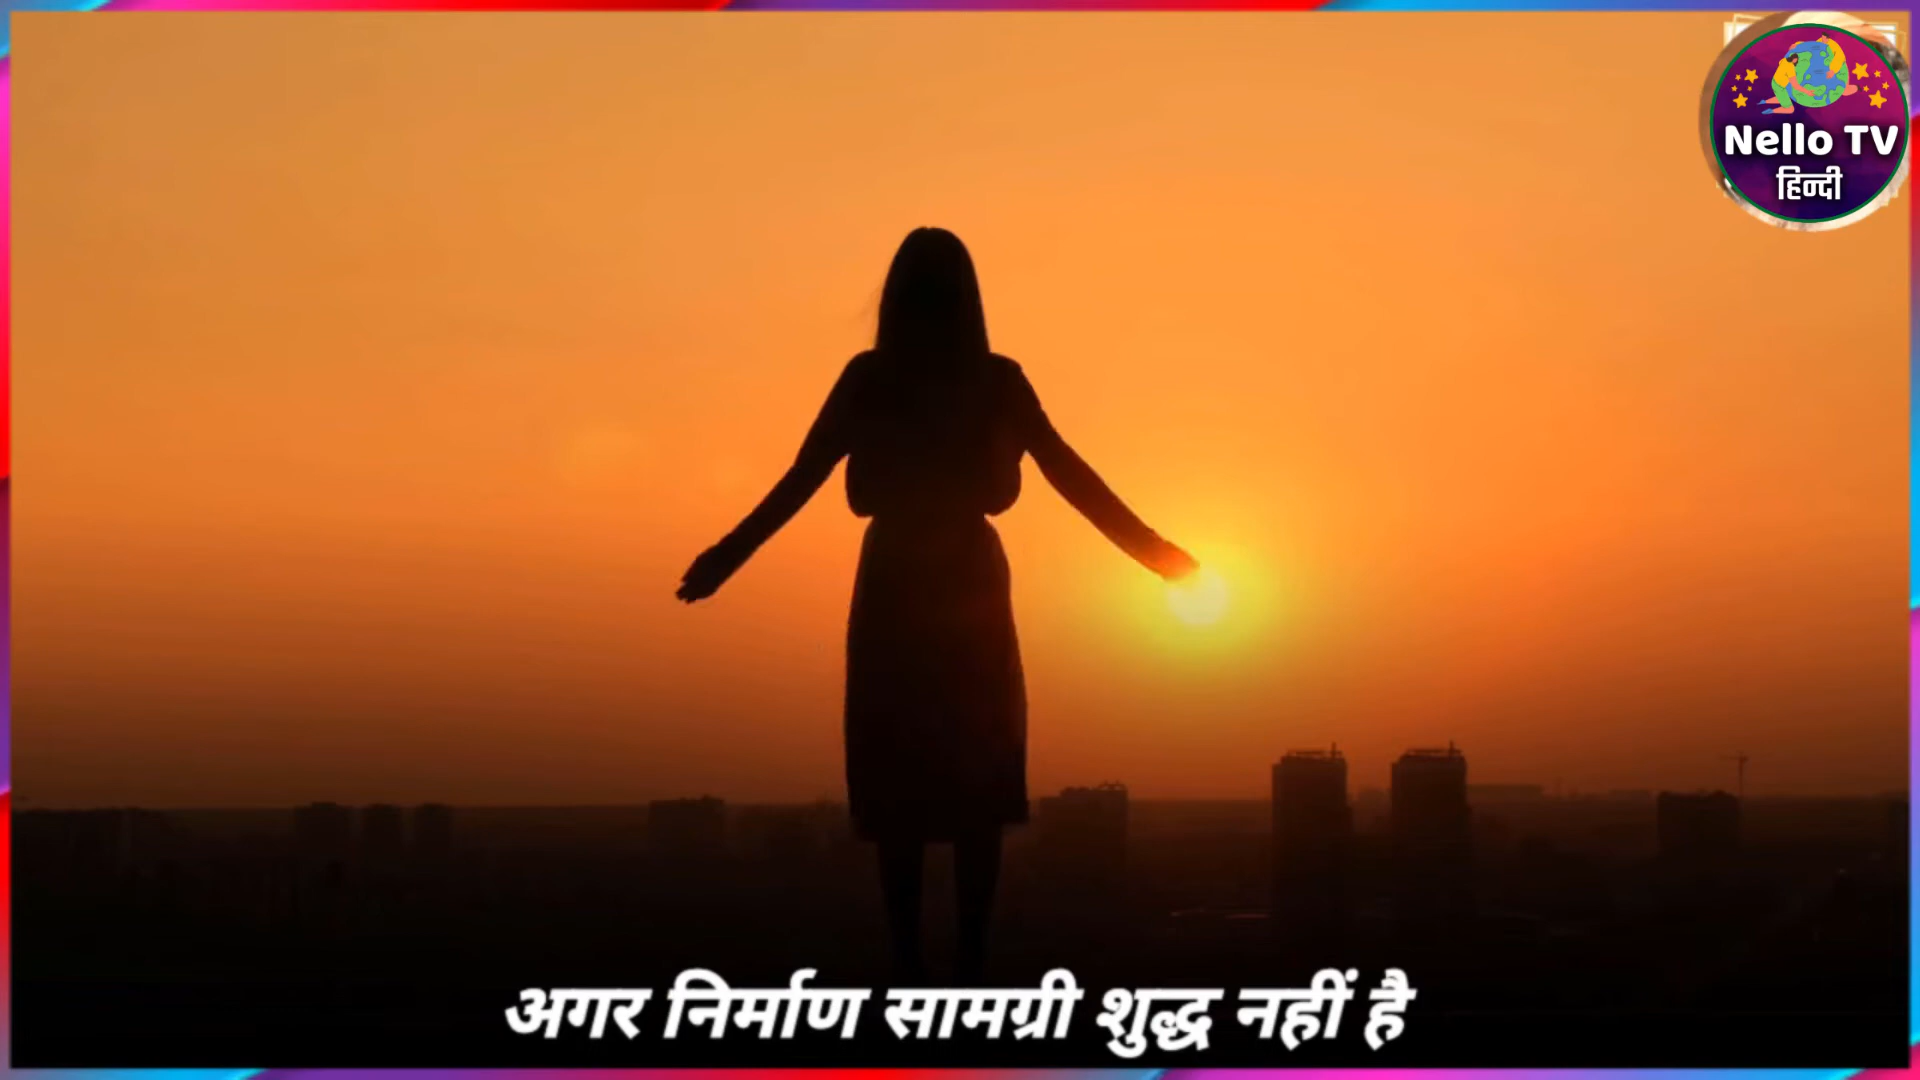 Nello TV
हिन्दी
अगर निर्माण सामग्री शुद्ध नहीं है